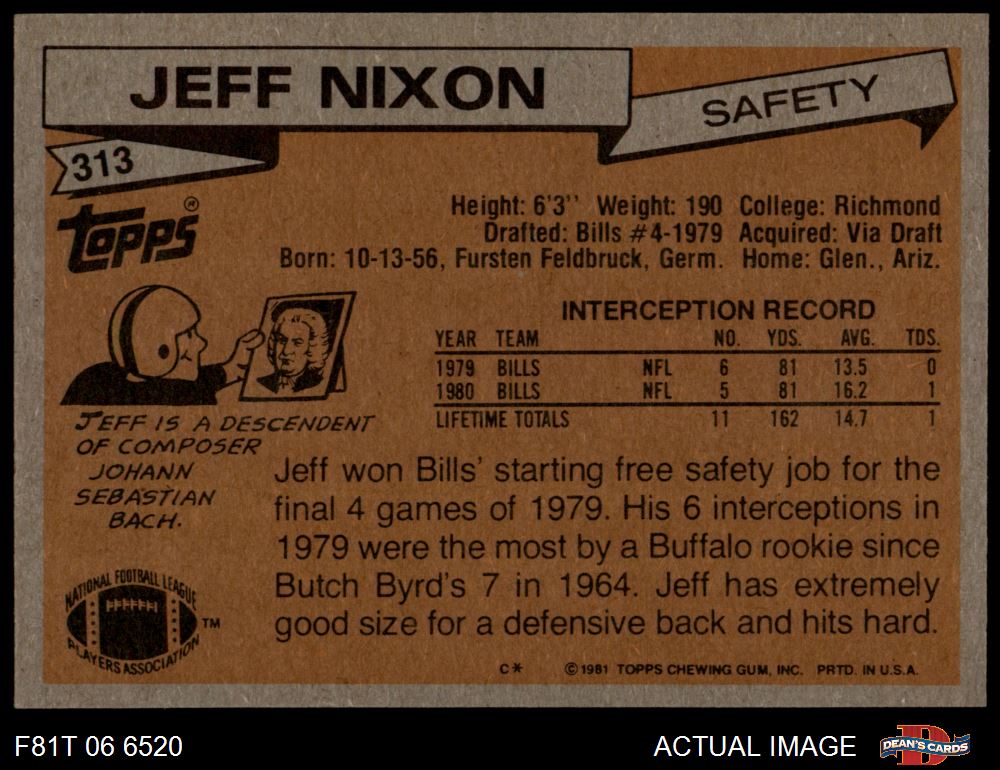 JEFF NIXON
SAFETY
313
Topps®
Height: 6'3'' Weight: 190 College: Richmond
Drafted: Bills #4-1979 Acquired: Via Draft
Born: 10-13-56, Fursten Feldbruck, Germ. Home: Glen., Ariz.
INTERCEPTION RECORD
YEAR TEAM NO. YDS. AVG. TDS.
1979 BILLS NFL 6 81 13.5 0
1980 BILLS NFL 5 81 16.2 1
LIFETIME TOTALS 11 162 14.7 1
JEFF IS A DESCENDENT
OF COMPOSER
JOHANN
SEBASTIAN
BACH.
Jeff won Bills' starting free safety job for the
final 4 games of 1979. His 6 interceptions in
1979 were the most by a Buffalo rookie since
Butch Byrd's 7 in 1964. Jeff has extremely
good size for a defensive back and hits hard.
NATIONAL FOOTBALL LEAGUE
PLAYERS ASSOCIATION
TM
C* © 1981 TOPPS CHEWING GUM, INC. PRTD. IN U.S.A.
F81T 06 6520
ACTUAL IMAGE
D
DEAN'S CARDS